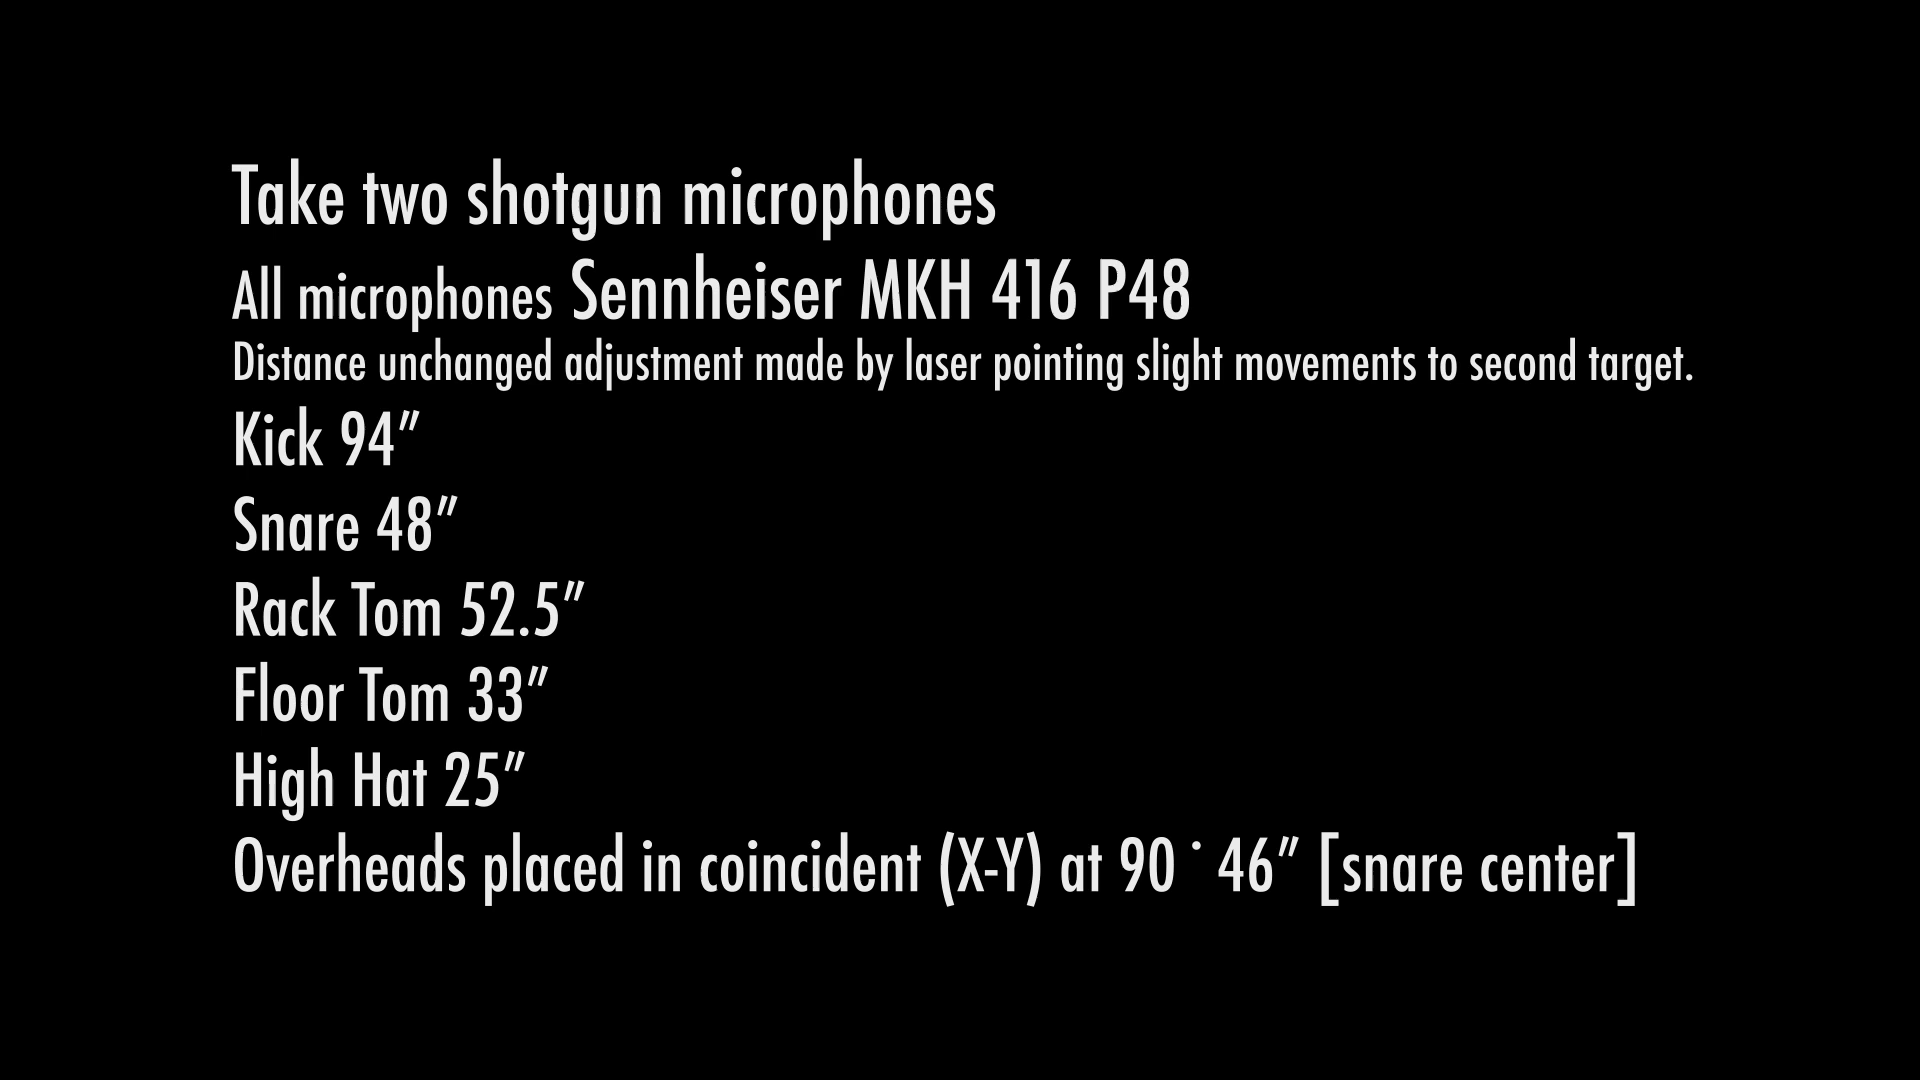 Take two shotgun microphones
All microphones Sennheiser MKH 416 P48
Distance unchanged adjustment made by laser pointing slight movements to second target.
Kick 94″
Snare 48″
Rack Tom 52.5″
Floor Tom 33″
High Hat 25″
Overheads placed in coincident (X-Y) at 90 ˙ 46″ [snare center]